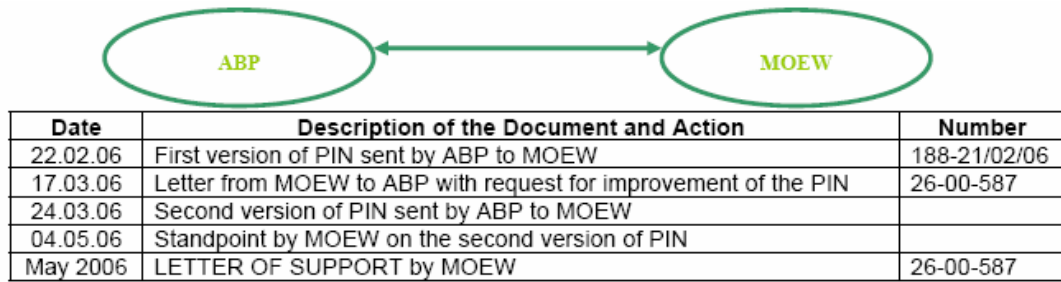 ABP MOEW
Date Description of the Document and Action Number
22.02.06 First version of PIN sent by ABP to MOEW 188-21/02/06
17.03.06 Letter from MOEW to ABP with request for improvement of the PIN 26-00-587
24.03.06 Second version of PIN sent by ABP to MOEW
04.05.06 Standpoint by MOEW on the second version of PIN
May 2006 LETTER OF SUPPORT by MOEW 26-00-587